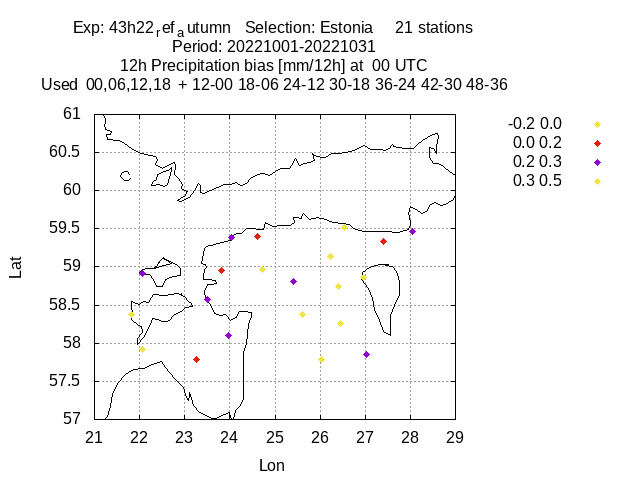 Exp: 43h22ref autumn   Selection: Estonia     21 stations
Period: 20221001-20221031
12h Precipitation bias [mm/12h] at  00 UTC
Used  00,06,12,18  + 12-00 18-06 24-12 30-18 36-24 42-30 48-36
-0.2 0.0
0.0 0.2
0.2 0.3
0.3 0.5
61
60.5
60
59.5
59
58.5
58
57.5
57
Lat
21 22 23 24 25 26 27 28 29
Lon